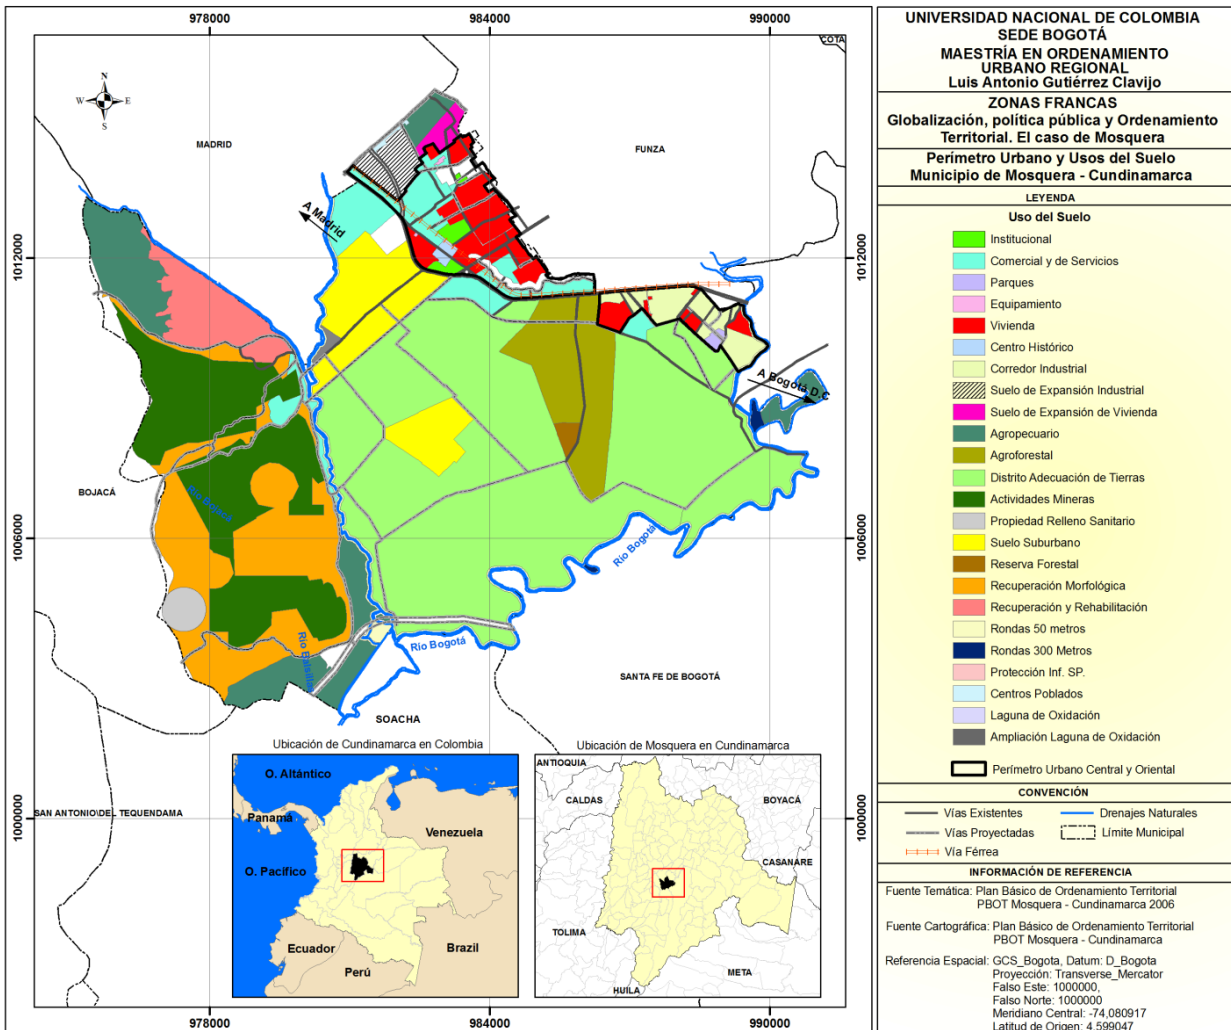 978000
984000
990000
1012000
1006000
1000000
1012000
1006000
1000000
978000
984000
990000
N
W
E
S
COTA
MADRID
FUNZA
A Madrid
A Bogotá D.C
BOJACÁ
Río Bogotá
Río Bogotá
Río Balsillas
SANTA FE DE BOGOTÁ
SOACHA
SAN ANTONIO DEL TEQUENDAMA
Ubicación de Cundinamarca en Colombia
O. Altántico
Panamá
Venezuela
O. Pacífico
Ecuador
Perú
Brazil
Ubicación de Mosquera en Cundinamarca
ANTIOQUIA
CALDAS
BOYACÁ
CASANARE
TOLIMA
META
HUILA
UNIVERSIDAD NACIONAL DE COLOMBIA
SEDE BOGOTÁ
MAESTRÍA EN ORDENAMIENTO
URBANO REGIONAL
Luis Antonio Gutiérrez Clavijo
ZONAS FRANCAS
Globalización, política pública y Ordenamiento
Territorial. El caso de Mosquera
Perímetro Urbano y Usos del Suelo
Municipio de Mosquera - Cundinamarca
LEYENDA
Uso del Suelo
Institucional
Comercial y de Servicios
Parques
Equipamiento
Vivienda
Centro Histórico
Corredor Industrial
Suelo de Expansión Industrial
Suelo de Expansión de Vivienda
Agropecuario
Agroforestal
Distrito Adecuación de Tierras
Actividades Mineras
Propiedad Relleno Sanitario
Suelo Suburbano
Reserva Forestal
Recuperación Morfológica
Recuperación y Rehabilitación
Rondas 50 metros
Rondas 300 Metros
Protección Inf. SP.
Centros Poblados
Laguna de Oxidación
Ampliación Laguna de Oxidación
Perímetro Urbano Central y Oriental
CONVENCIÓN
Vías Existentes
Drenajes Naturales
Vías Proyectadas
Límite Municipal
Vía Férrea
INFORMACIÓN DE REFERENCIA
Fuente Temática: Plan Básico de Ordenamiento Territorial
PBOT Mosquera - Cundinamarca 2006
Fuente Cartográfica: Plan Básico de Ordenamiento Territorial
PBOT Mosquera - Cundinamarca
Referencia Espacial: GCS_Bogota, Datum: D_Bogota
Proyección: Transverse_Mercator
Falso Este: 1000000,
Falso Norte: 1000000
Meridiano Central: -74,080917
Latitud de Origen: 4,599047